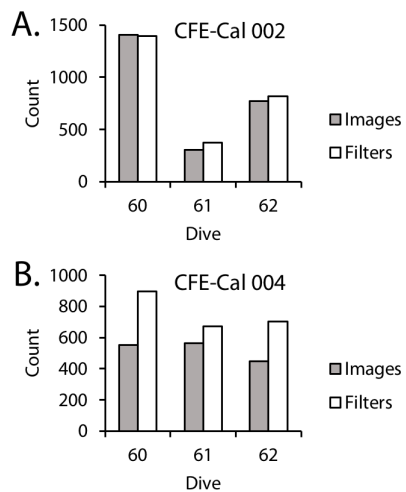 A.
CFE-Cal 002
1500
1000
500
0
Count
60 61 62
Dive
Images
Filters
B.
CFE-Cal 004
1000
800
600
400
200
0
Count
60 61 62
Dive
Images
Filters